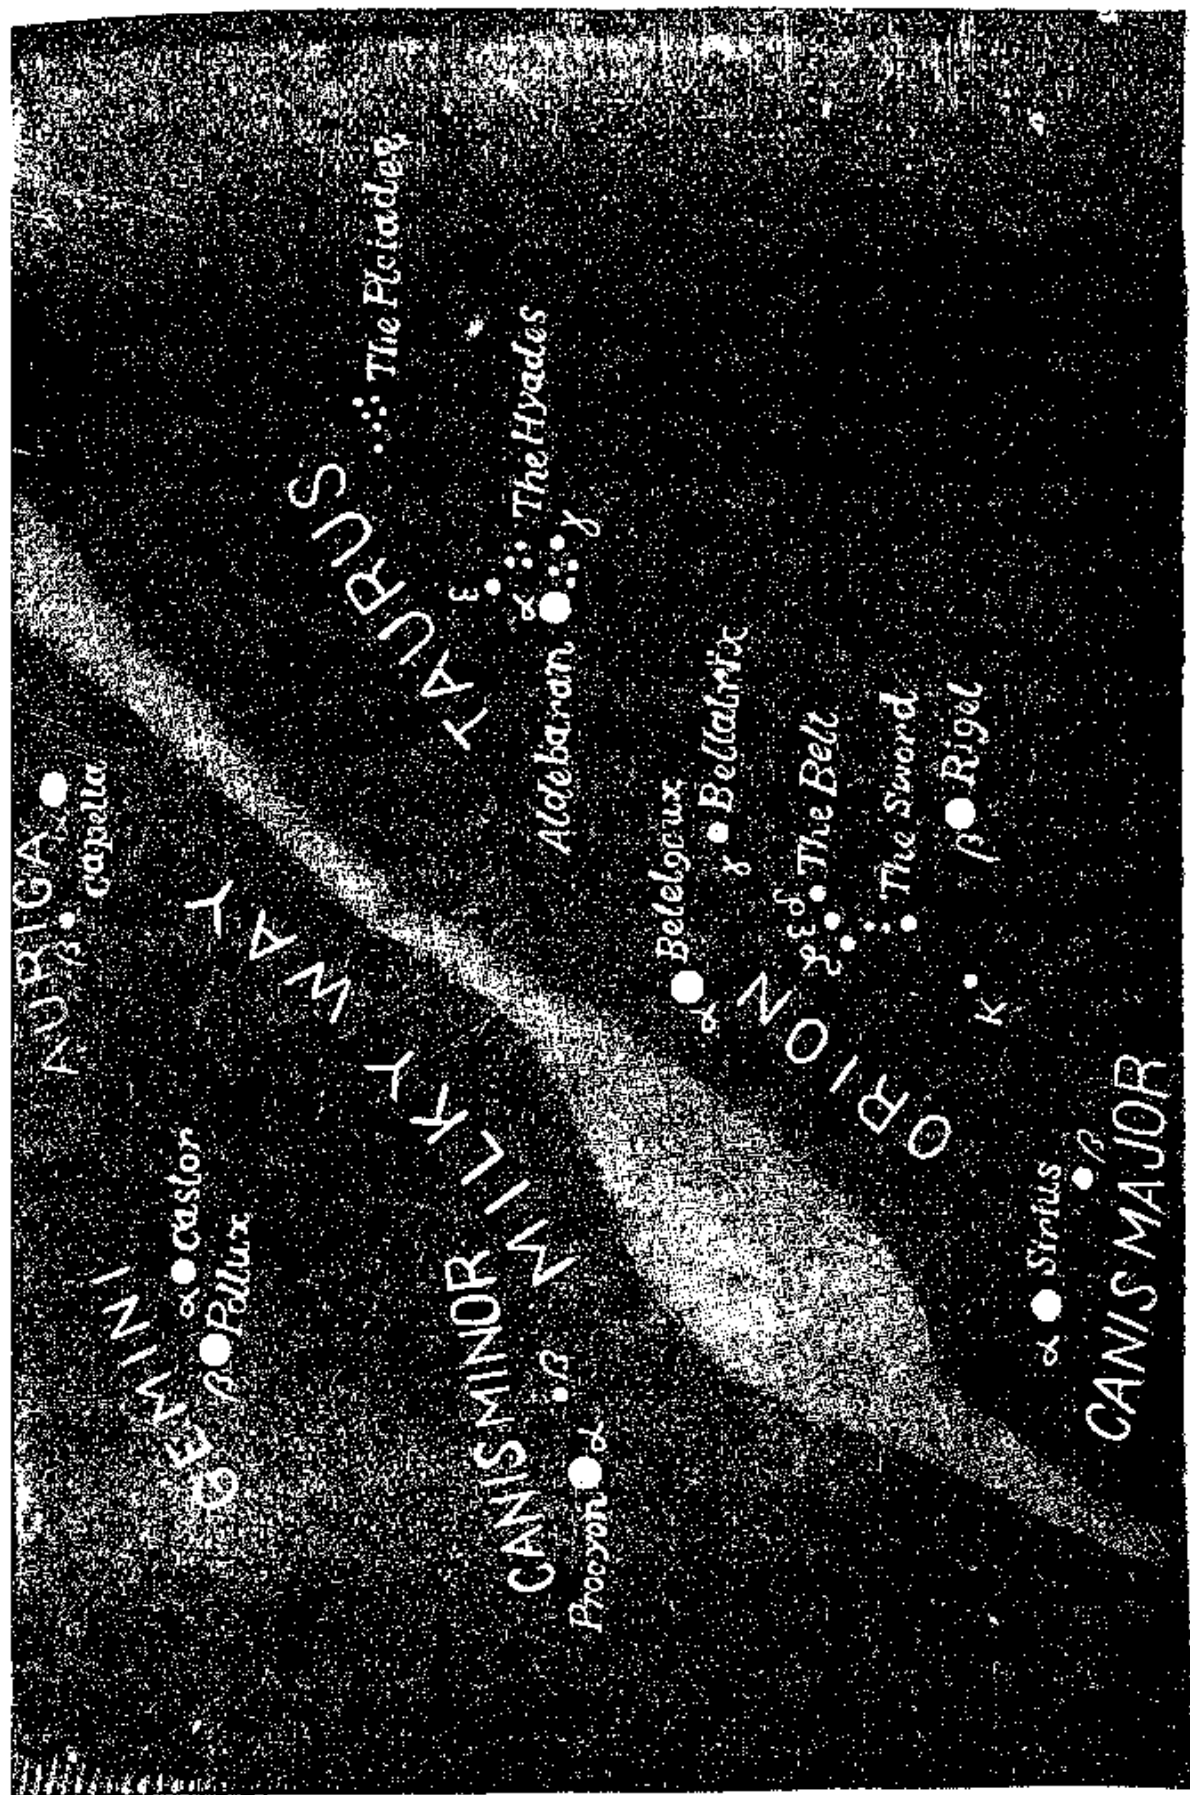 AURIGA
α
Capella
β
The Pleiades
TAURUS
The Hyades
ε
α
γ
Aldebaram
MILKY WAY
GEMINI
α Castor
β Pollux
CANIS MINOR
β
Procyon α
Betelgeux
α
γ Bellatrix
ORION
δ
ε
ζ
The Belt
The Sword
β Rigel
K
α Sirius
β
CANIS MAJOR